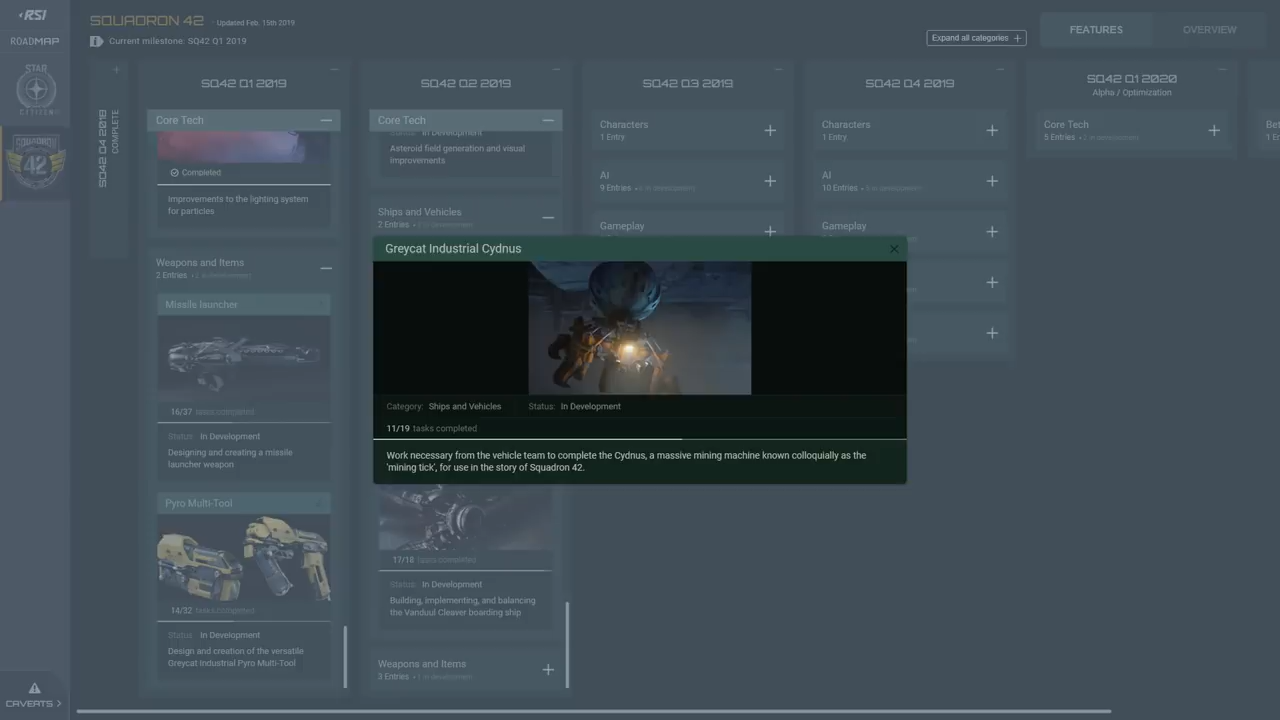 RSI
ROADMAP
STAR
CITIZEN
SQUADRON
42
CAVEATS >
SQUADRON 42
· Updated Feb. 15th 2019
Current milestone: SQ42 Q1 2019
Expand all categories +
FEATURES
OVERVIEW
SQ42 Q4 2018
COMPLETE
SQ42 Q1 2019
Core Tech
Completed
Improvements to the lighting system
for particles
Weapons and Items
2 Entries
Missile launcher
16/37 tasks completed
Status: In Development
Designing and creating a missile
launcher weapon
Pyro Multi-Tool
14/32 tasks completed
Status: In Development
Design and creation of the versatile
Greycat Industrial Pyro Multi-Tool
SQ42 Q2 2019
Core Tech
Status: In Development
Asteroid field generation and visual
improvements
Ships and Vehicles
2 Entries
17/18 tasks completed
Status: In Development
Building, implementing, and balancing
the Vanduul Cleaver boarding ship
Weapons and Items
3 Entries • 1 in development
SQ42 Q3 2019
Characters
1 Entry
AI
9 Entries
Gameplay
SQ42 Q4 2019
Characters
1 Entry
AI
10 Entries
Gameplay
SQ42 Q1 2020
Alpha / Optimization
Core Tech
5 Entries
Greycat Industrial Cydnus
Category: Ships and Vehicles
Status: In Development
11/19 tasks completed
Work necessary from the vehicle team to complete the Cydnus, a massive mining machine known colloquially as the
'mining tick', for use in the story of Squadron 42.